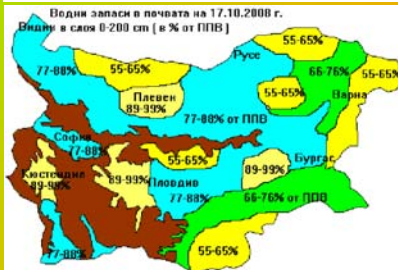 Водни запаси в почвата на 17.10.2008 г.
Видин в слоя 0-200 cm ( в % от ППВ )
55-65%
Русе
77-88%
55-65%
66-76%
55-65%
Плевен
89-99%
55-65%
Варна
77-88% от ППВ
София
77-88%
55-65%
Бургас
Кюстендил
89-98%
89-99%
Пловдив
89-99%
77-88%
66-76% от ППВ
77-88%
55-65%